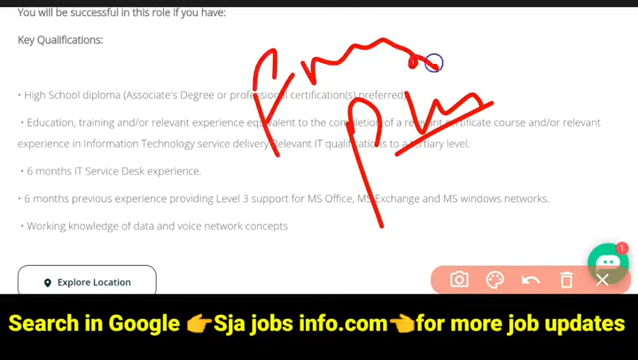 You will be successful in this role if you have:
Key Qualifications:
• High School diploma (Associate's Degree or professional certification(s) preferred)
• Education, training and/or relevant experience equivalent to the completion of a relevant certificate course and/or relevant
experience in Information Technology service delivery Relevant IT qualifications to a tertiary level.
• 6 months IT Service Desk experience.
• 6 months previous experience providing Level 3 support for MS Office, MS Exchange and MS windows networks.
• Working knowledge of data and voice network concepts
Explore Location
1
Search in Google 👉Sja jobs info.com👈for more job updates